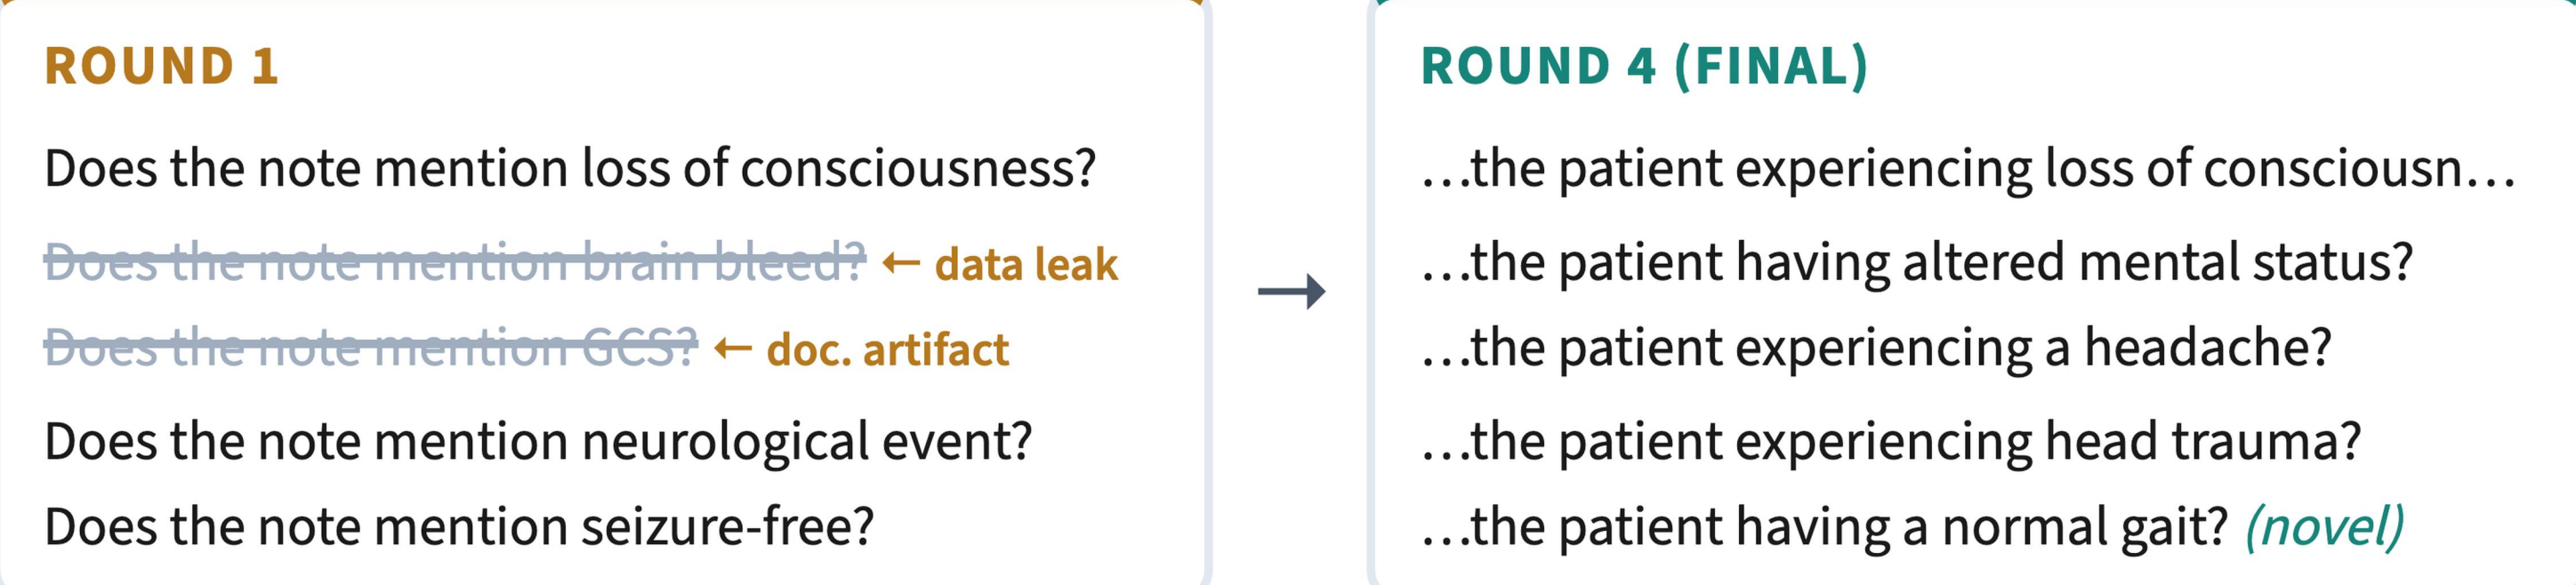 ROUND 1
Does the note mention loss of consciousness?
Does the note mention brain bleed? ← data leak
Does the note mention GCS? ← doc. artifact
Does the note mention neurological event?
Does the note mention seizure-free?
→
ROUND 4 (FINAL)
…the patient experiencing loss of consciousn…
…the patient having altered mental status?
…the patient experiencing a headache?
…the patient experiencing head trauma?
…the patient having a normal gait? (novel)